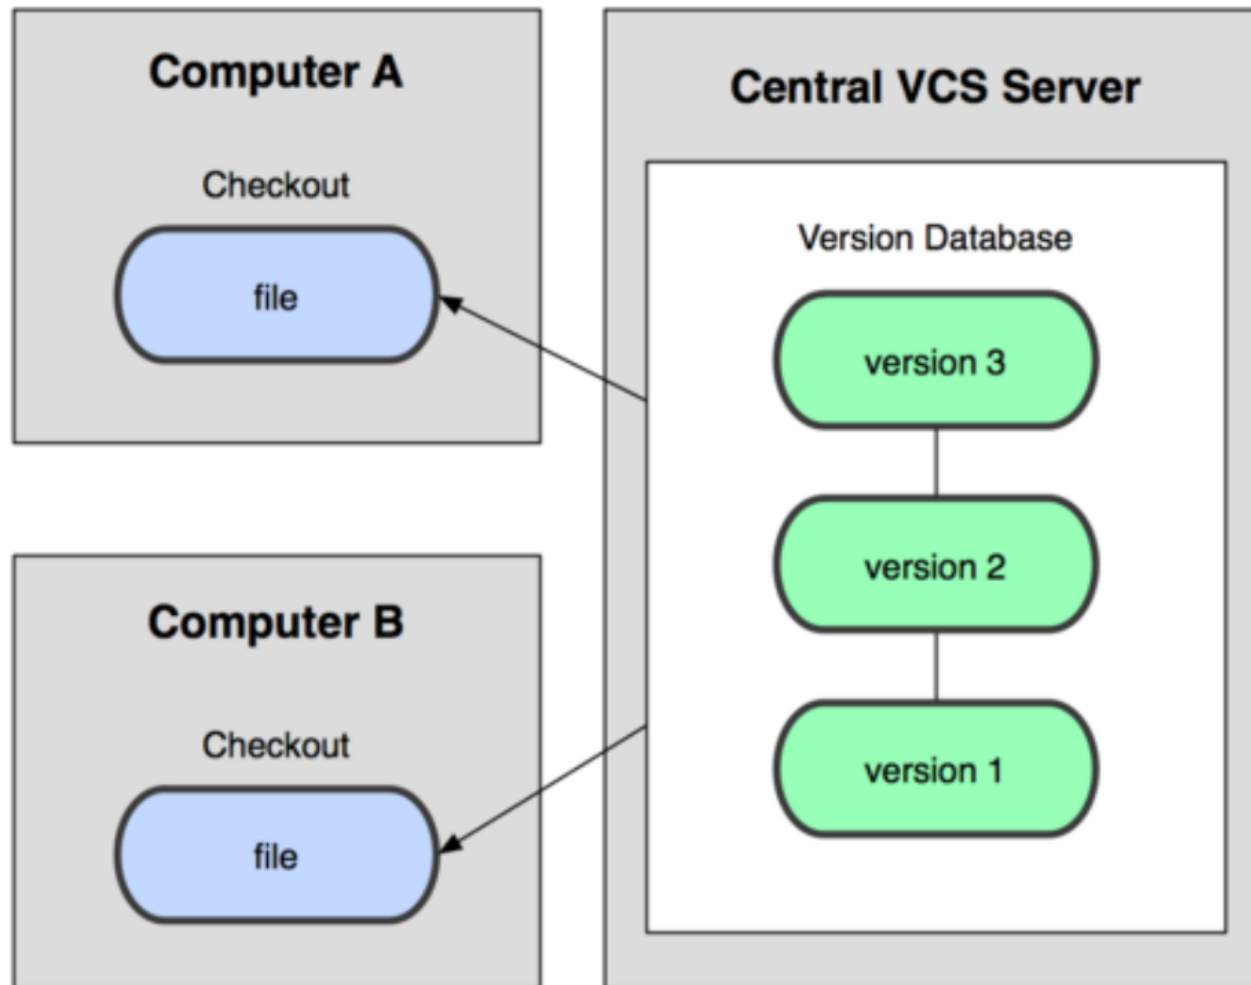 Computer A
Checkout
file
Computer B
Checkout
file
Central VCS Server
Version Database
version 3
version 2
version 1